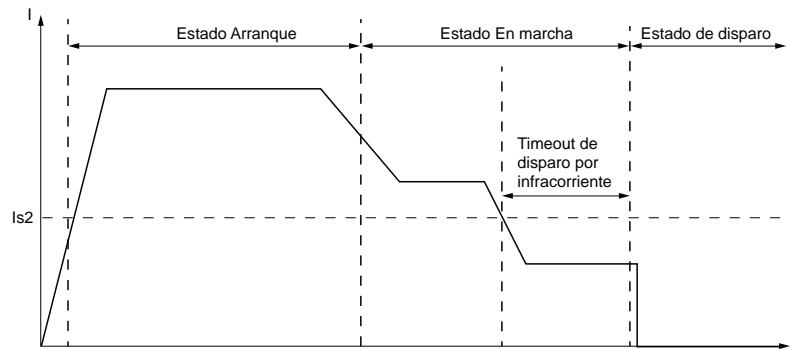 I
Estado Arranque
Estado En marcha
Estado de disparo
Timeout de
disparo por
infracorriente
Is2